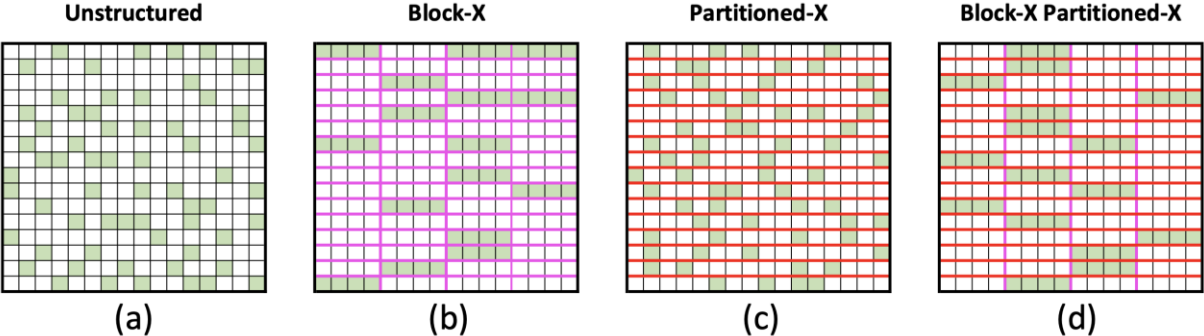 Unstructured Block-X Partitioned-X Block-X Partitioned-X
(a) (b) (c) (d)